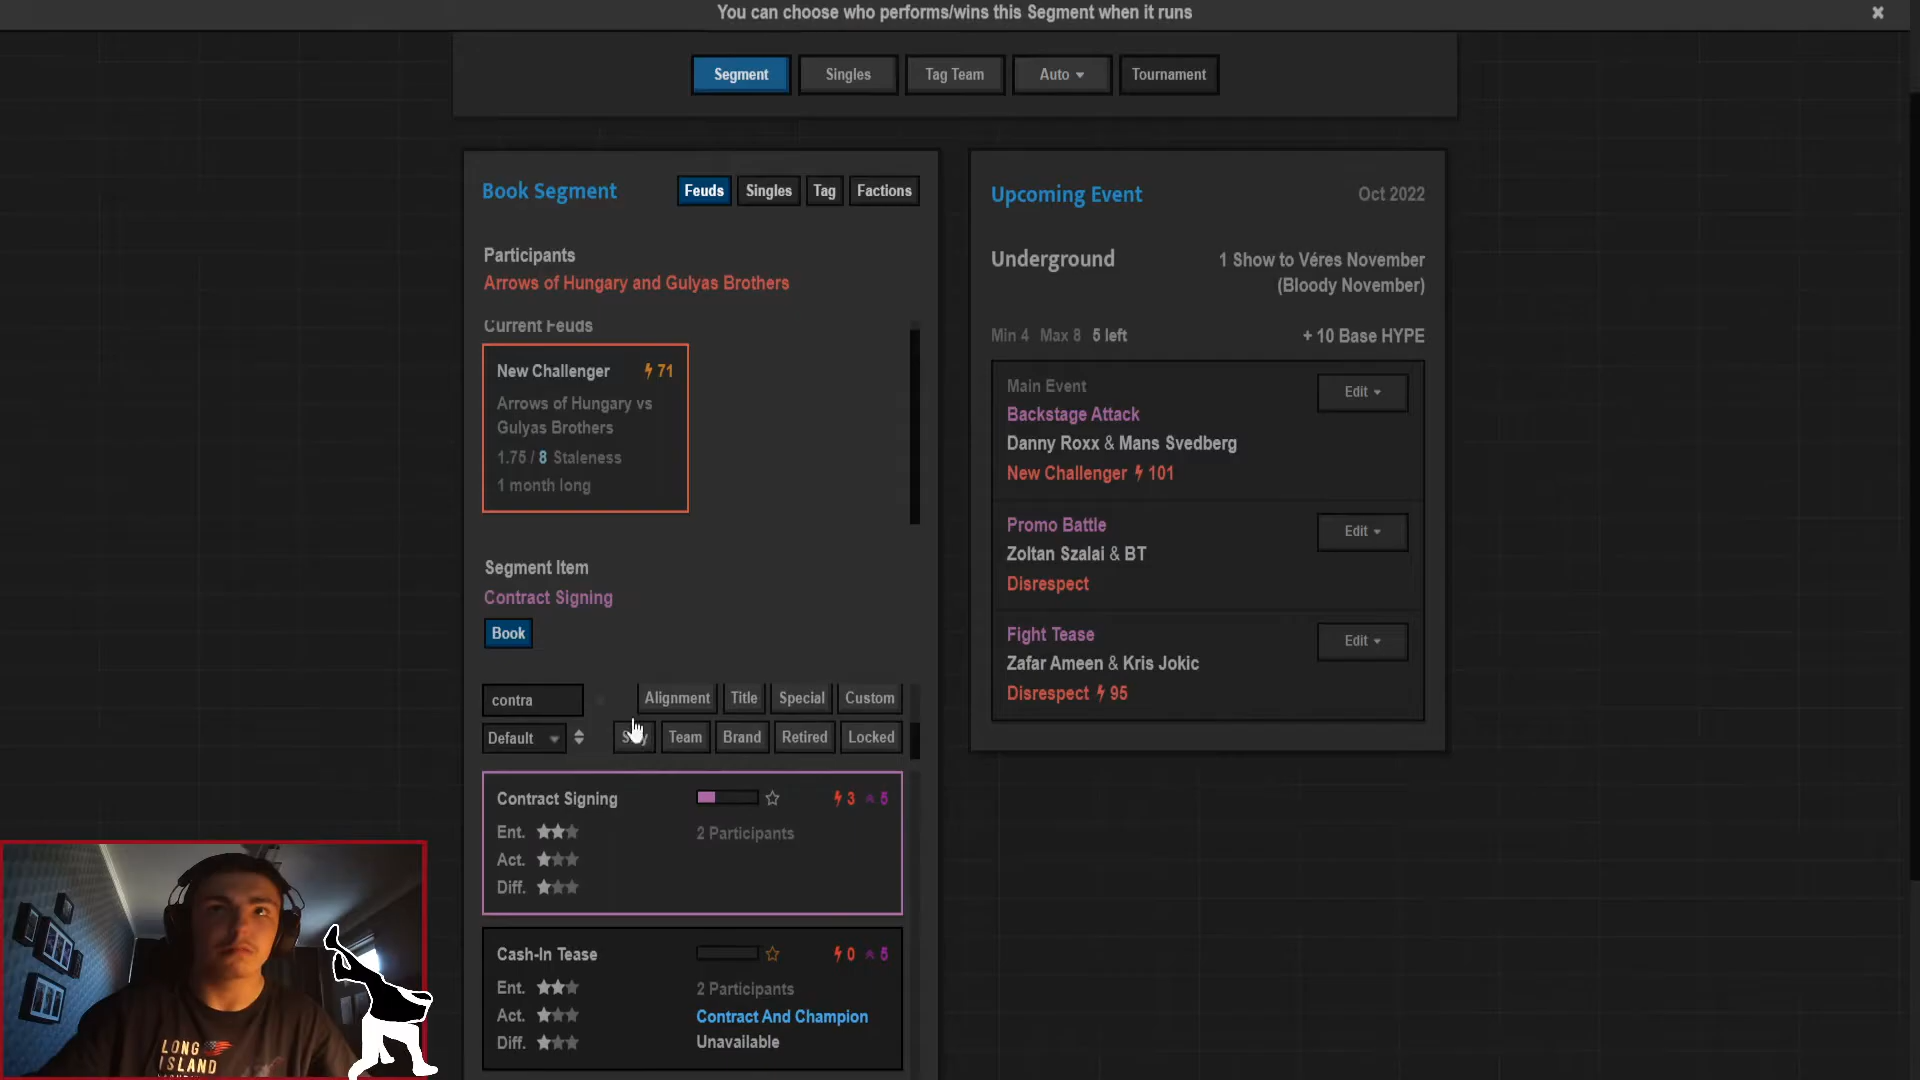 You can choose who performs/wins this Segment when it runs
Segment
Singles
Tag Team
Auto
Tournament
Book Segment
Feuds
Singles
Tag
Factions
Participants
Arrows of Hungary and Gulyas Brothers
Current Feuds
New Challenger 71
Arrows of Hungary vs
Gulyas Brothers
1.75 / 8 Staleness
1 month long
Segment Item
Contract Signing
Book
contra
Alignment
Title
Special
Custom
Default
Team
Brand
Retired
Locked
Contract Signing 3 5
Ent. 2 Participants
Act.
Diff.
Cash-In Tease 0 5
Ent. 2 Participants
Act. Contract And Champion
Diff. Unavailable
Upcoming Event Oct 2022
Underground 1 Show to Véres November
(Bloody November)
Min 4 Max 8 5 left + 10 Base HYPE
Main Event
Edit
Backstage Attack
Danny Roxx & Mans Svedberg
New Challenger 101
Promo Battle
Edit
Zoltan Szalai & BT
Disrespect
Fight Tease
Edit
Zafar Ameen & Kris Jokic
Disrespect 95
LONG
ISLAND